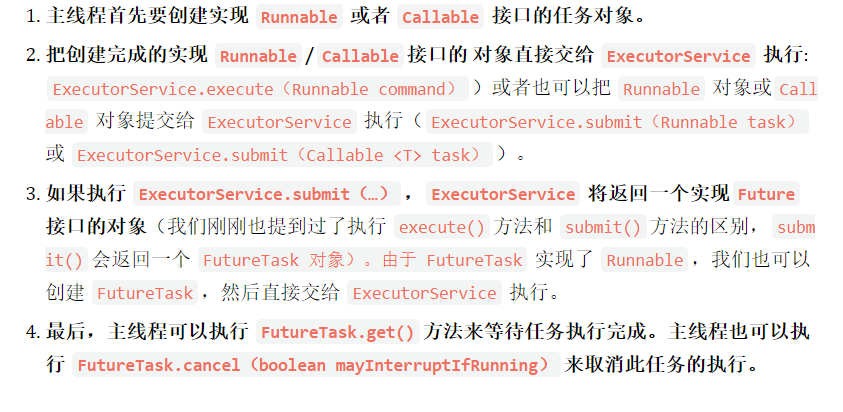 1. 主线程首先要创建实现 Runnable 或者 Callable 接口的任务对象。
2. 把创建完成的实现 Runnable / Callable 接口的 对象直接交给 ExecutorService 执行:
ExecutorService.execute（Runnable command））或者也可以把 Runnable 对象或Call
able 对象提交给 ExecutorService 执行（ ExecutorService.submit（Runnable task）
或 ExecutorService.submit（Callable <T> task））。
3. 如果执行 ExecutorService.submit（…）， ExecutorService 将返回一个实现 Future
接口的对象（我们刚刚也提到过了执行 execute() 方法和 submit() 方法的区别， subm
it() 会返回一个 FutureTask 对象）。由于 FutureTask 实现了 Runnable ，我们也可以
创建 FutureTask ，然后直接交给 ExecutorService 执行。
4. 最后，主线程可以执行 FutureTask.get() 方法来等待任务执行完成。主线程也可以执
行 FutureTask.cancel（boolean mayInterruptIfRunning） 来取消此任务的执行。